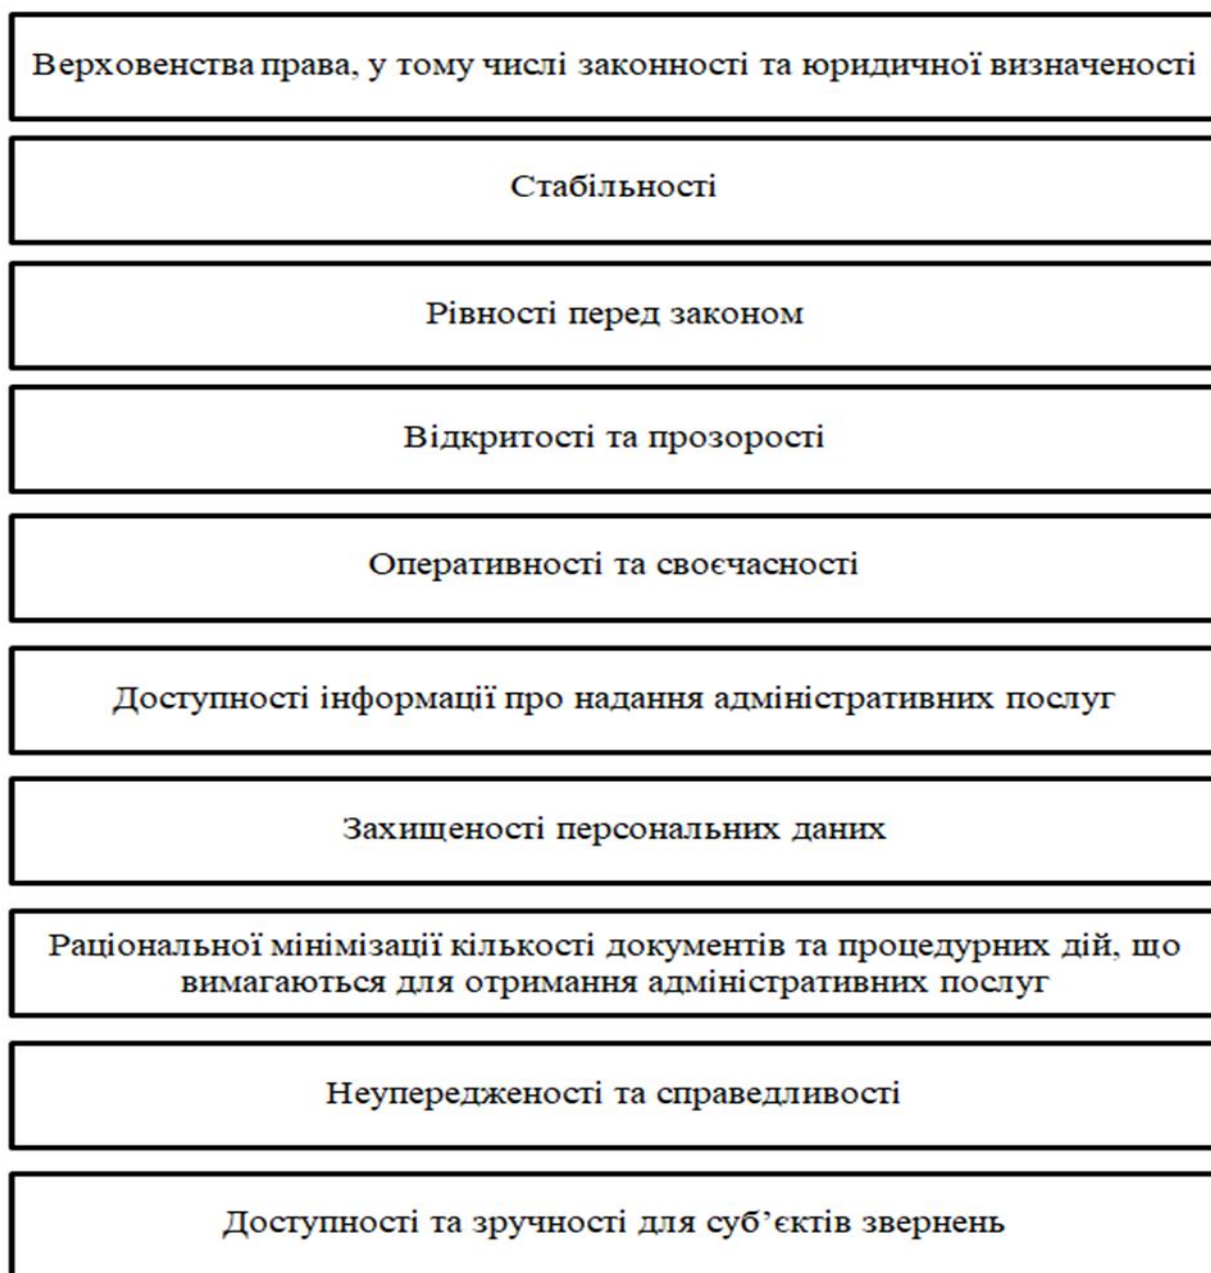 Верховенства права, у тому числі законності та юридичної визначеності
Стабільності
Рівності перед законом
Відкритості та прозорості
Оперативності та своєчасності
Доступності інформації про надання адміністративних послуг
Захищеності персональних даних
Раціональної мінімізації кількості документів та процедурних дій, що
вимагаються для отримання адміністративних послуг
Неупередженості та справедливості
Доступності та зручності для суб’єктів звернень